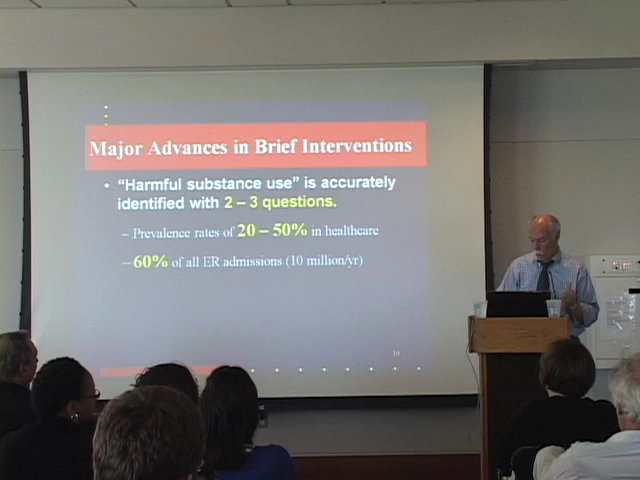 Major Advances in Brief Interventions
• “Harmful substance use” is accurately
identified with 2 – 3 questions.
– Prevalence rates of 20 – 50% in healthcare
– 60% of all ER admissions (10 million/yr)